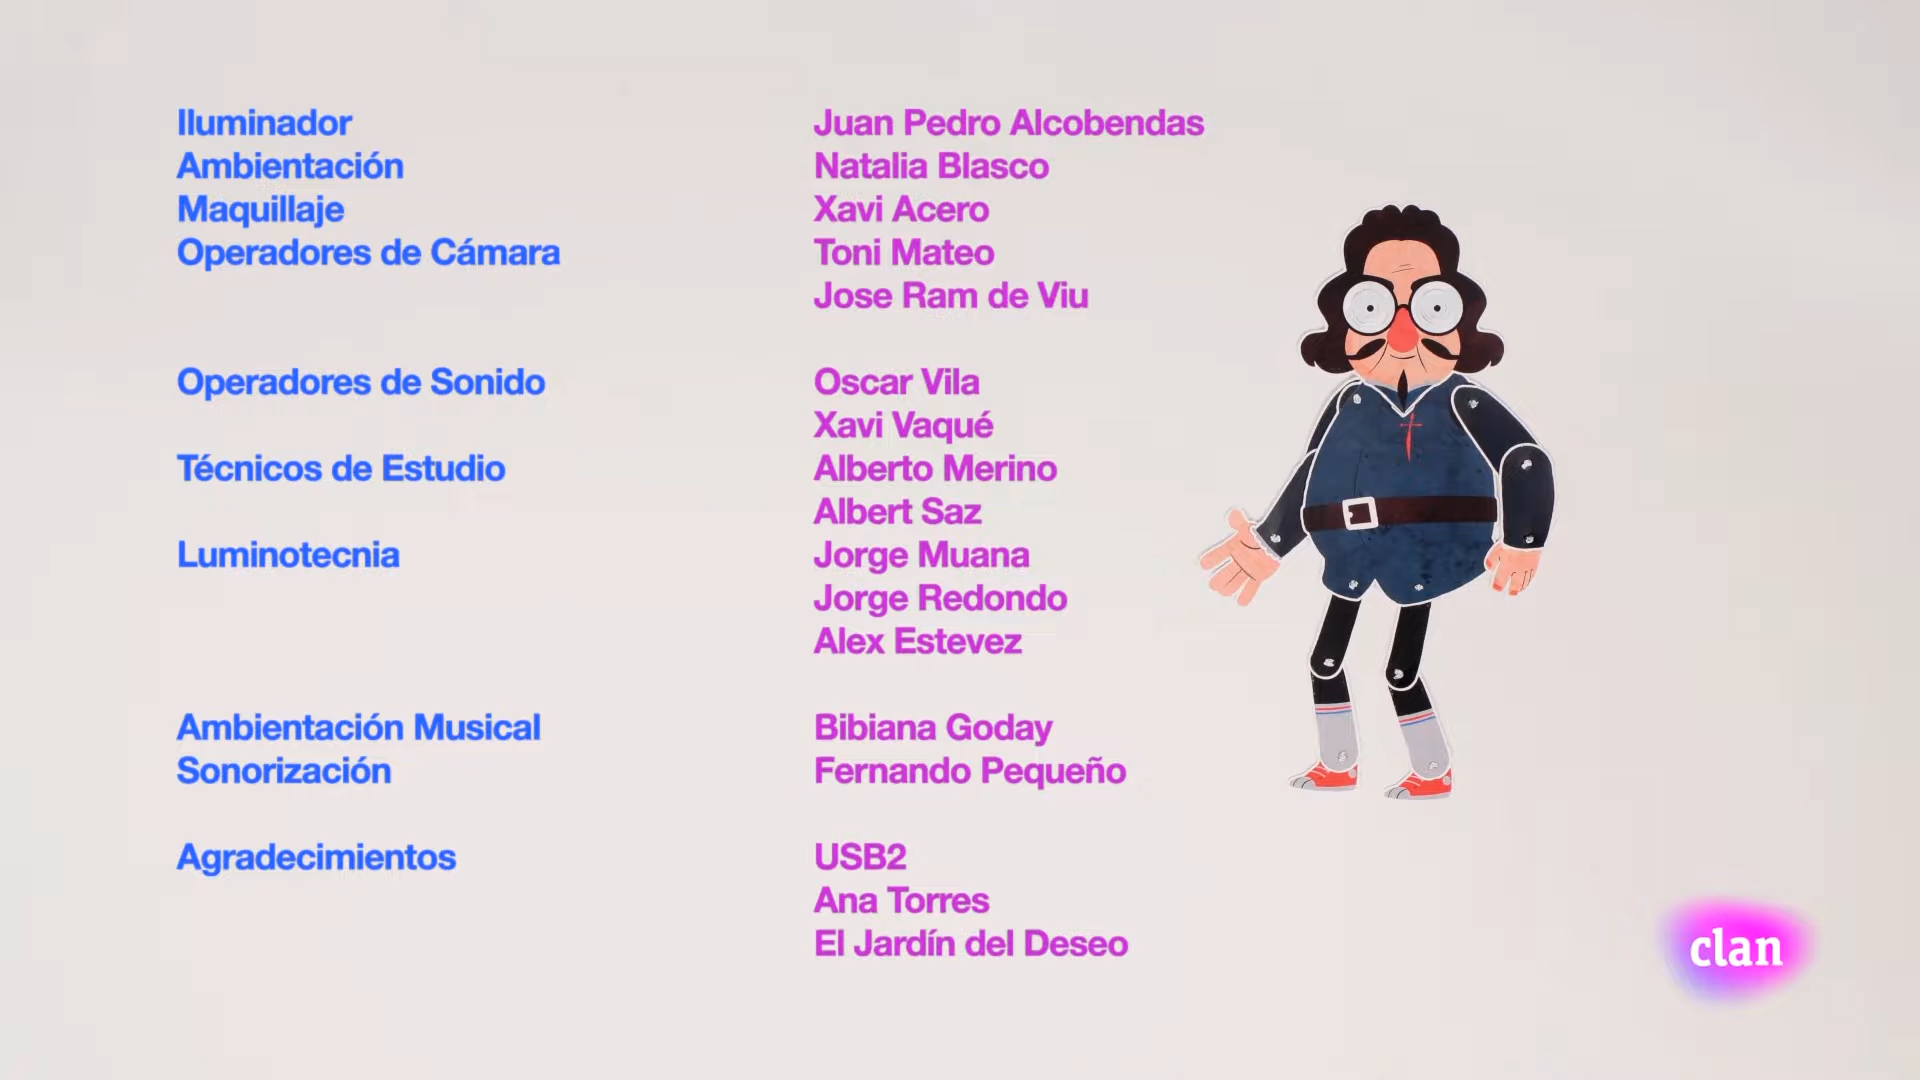 Iluminador Juan Pedro Alcobendas
Ambientación Natalia Blasco
Maquillaje Xavi Acero
Operadores de Cámara Toni Mateo
Jose Ram de Viu
Operadores de Sonido Oscar Vila
Xavi Vaqué
Técnicos de Estudio Alberto Merino
Albert Saz
Luminotecnia Jorge Muana
Jorge Redondo
Alex Estevez
Ambientación Musical Bibiana Goday
Sonorización Fernando Pequeño
Agradecimientos USB2
Ana Torres
El Jardín del Deseo
clan